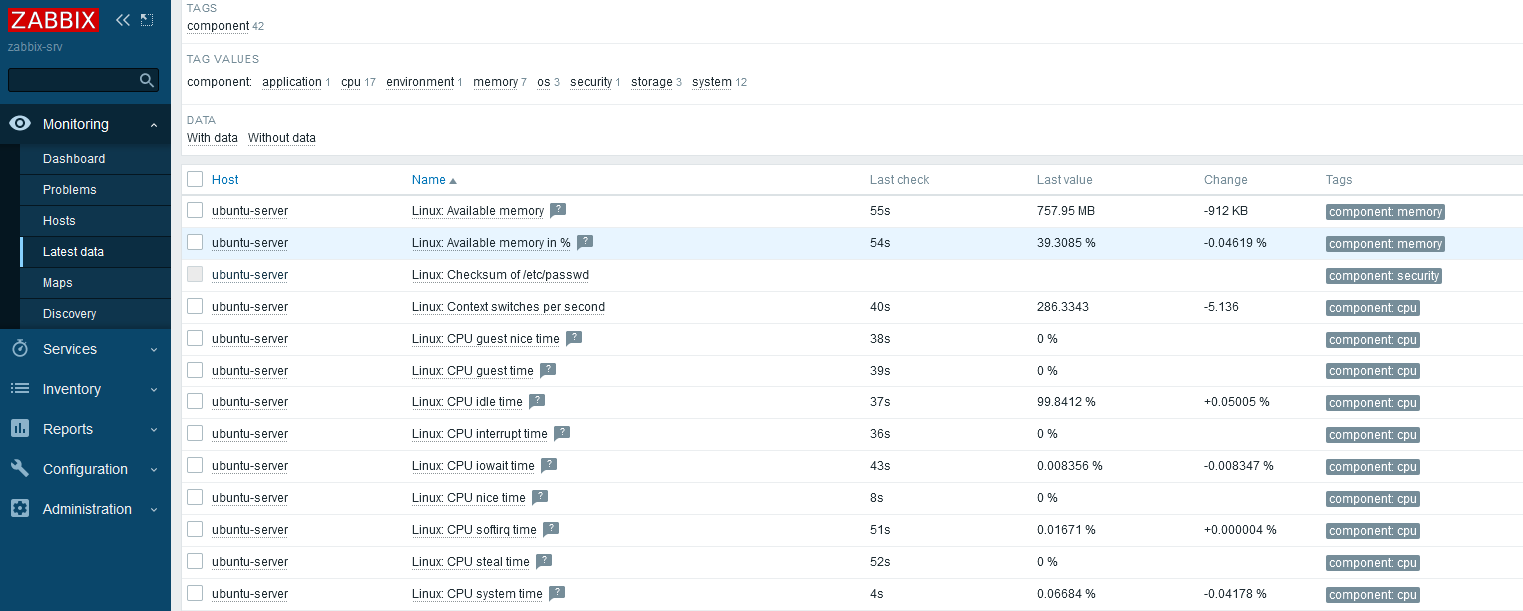 ZABBIX
zabbix-srv
Monitoring
Dashboard
Problems
Hosts
Latest data
Maps
Discovery
Services
Inventory
Reports
Configuration
Administration
TAGS
component 42
TAG VALUES
component: application 1 cpu 17 environment 1 memory 7 os 3 security 1 storage 3 system 12
DATA
With data Without data
Host Name Last check Last value Change Tags
ubuntu-server Linux: Available memory ? 55s 757.95 MB -912 KB component: memory
ubuntu-server Linux: Available memory in % ? 54s 39.3085 % -0.04619 % component: memory
ubuntu-server Linux: Checksum of /etc/passwd component: security
ubuntu-server Linux: Context switches per second 40s 286.3343 -5.136 component: cpu
ubuntu-server Linux: CPU guest nice time ? 38s 0 % component: cpu
ubuntu-server Linux: CPU guest time ? 39s 0 % component: cpu
ubuntu-server Linux: CPU idle time ? 37s 99.8412 % +0.05005 % component: cpu
ubuntu-server Linux: CPU interrupt time ? 36s 0 % component: cpu
ubuntu-server Linux: CPU iowait time ? 43s 0.008356 % -0.008347 % component: cpu
ubuntu-server Linux: CPU nice time ? 8s 0 % component: cpu
ubuntu-server Linux: CPU softirq time ? 51s 0.01671 % +0.000004 % component: cpu
ubuntu-server Linux: CPU steal time ? 52s 0 % component: cpu
ubuntu-server Linux: CPU system time ? 4s 0.06684 % -0.04178 % component: cpu